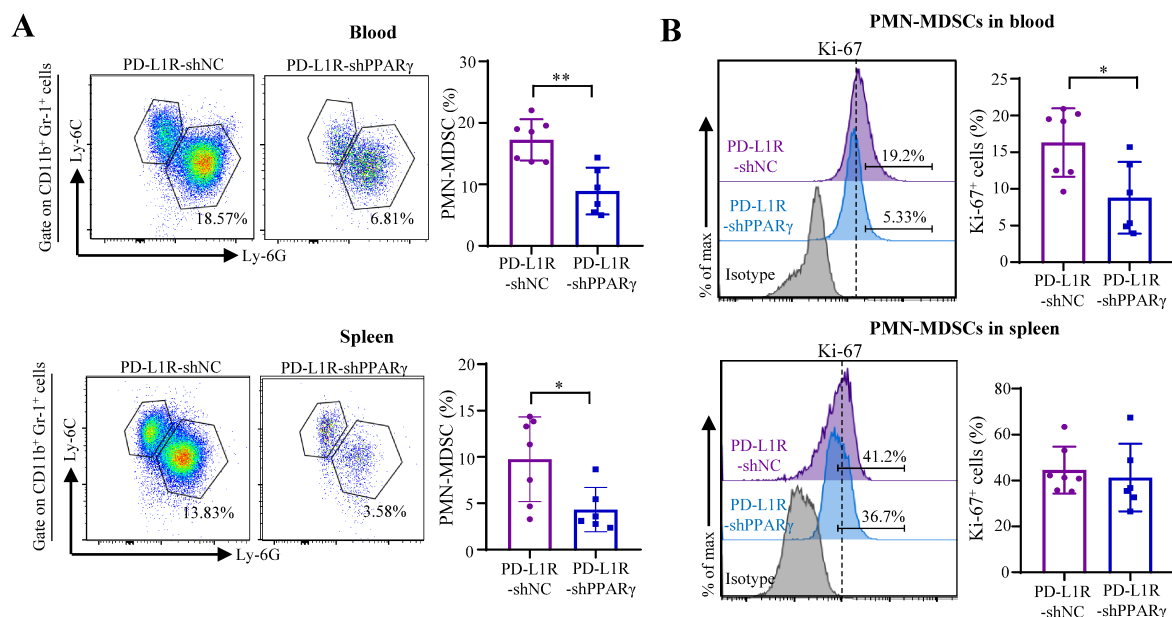 A
Blood
PD-L1R-shNC
PD-L1R-shPPARγ
Gate on CD11b⁺ Gr-1⁺ cells
Ly-6C
18.57%
6.81%
Ly-6G
PMN-MDSC (%)
30
20
10
0
**
PD-L1R
-shNC
PD-L1R
-shPPARγ
Spleen
PD-L1R-shNC
PD-L1R-shPPARγ
Gate on CD11b⁺ Gr-1⁺ cells
Ly-6C
13.83%
3.58%
Ly-6G
PMN-MDSC (%)
20
15
10
5
0
*
PD-L1R
-shNC
PD-L1R
-shPPARγ
B
PMN-MDSCs in blood
Ki-67
% of max
PD-L1R
-shNC
19.2%
PD-L1R
-shPPARγ
5.33%
Isotype
Ki-67⁺ cells (%)
25
20
15
10
5
0
*
PD-L1R
-shNC
PD-L1R
-shPPARγ
PMN-MDSCs in spleen
Ki-67
% of max
PD-L1R
-shNC
41.2%
PD-L1R
-shPPARγ
36.7%
Isotype
Ki-67⁺ cells (%)
80
60
40
20
0
PD-L1R
-shNC
PD-L1R
-shPPARγ